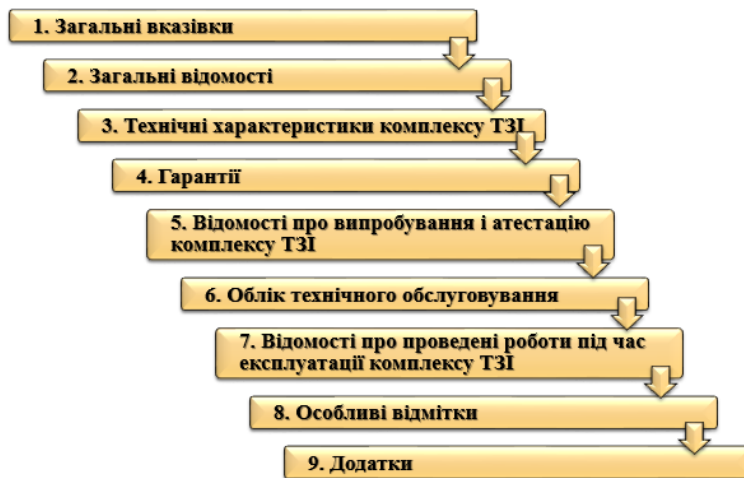 1. Загальні вказівки
2. Загальні відомості
3. Технічні характеристики комплексу ТЗІ
4. Гарантії
5. Відомості про випробування і атестацію
комплексу ТЗІ
6. Облік технічного обслуговування
7. Відомості про проведені роботи під час
експлуатації комплексу ТЗІ
8. Особливі відмітки
9. Додатки